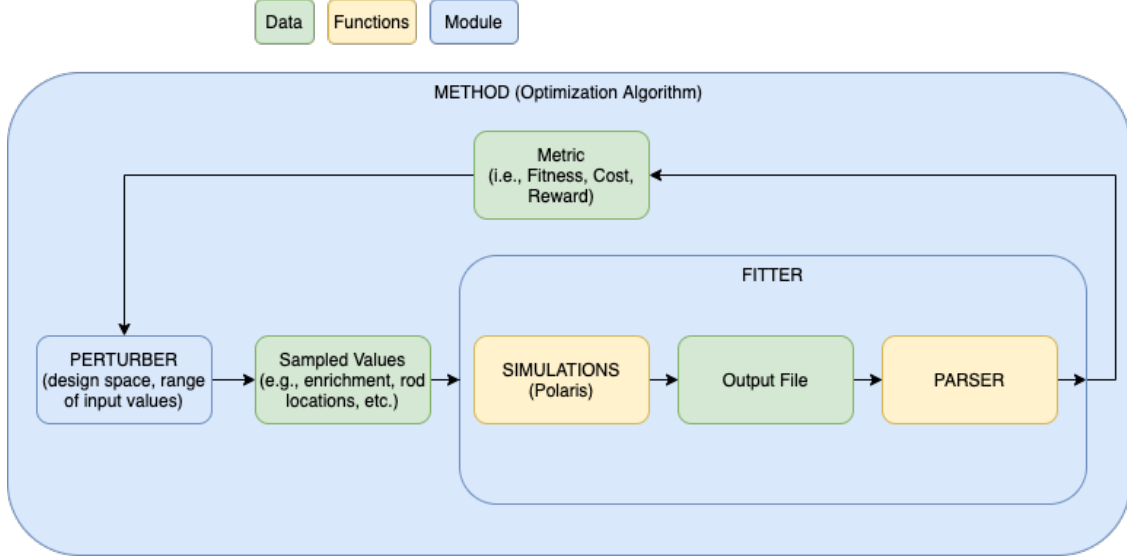 Data
Functions
Module
METHOD (Optimization Algorithm)
Metric
(i.e., Fitness, Cost,
Reward)
FITTER
PERTURBER
(design space, range
of input values)
Sampled Values
(e.g., enrichment, rod
locations, etc.)
SIMULATIONS
(Polaris)
Output File
PARSER